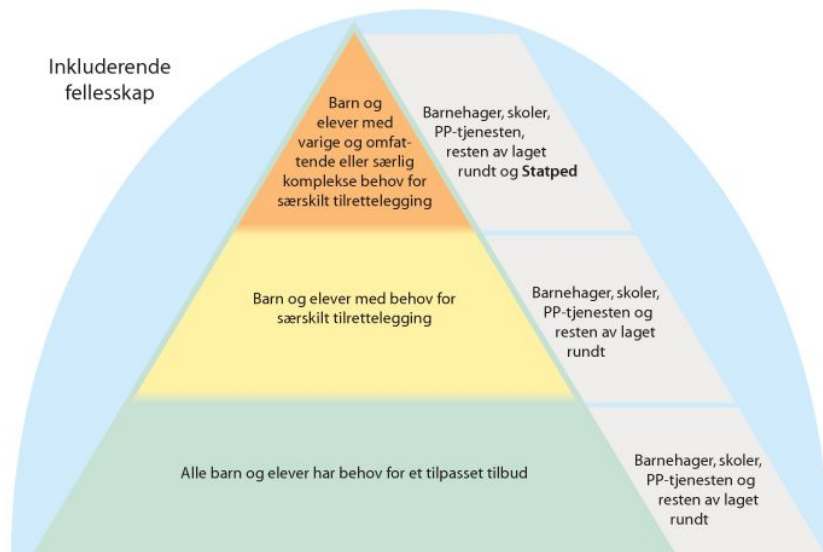 Inkluderende
fellesskap
Barn og
elever med
varige og omfat-
tende eller særlig
komplekse behov for
særskilt tilrettelegging
Barnehager, skoler,
PP-tjenesten,
resten av laget
rundt og Statped
Barn og elever med behov for
særskilt tilrettelegging
Barnehager, skoler,
PP-tjenesten og
resten av laget
rundt
Alle barn og elever har behov for et tilpasset tilbud
Barnehager, skoler,
PP-tjenesten og
resten av laget
rundt